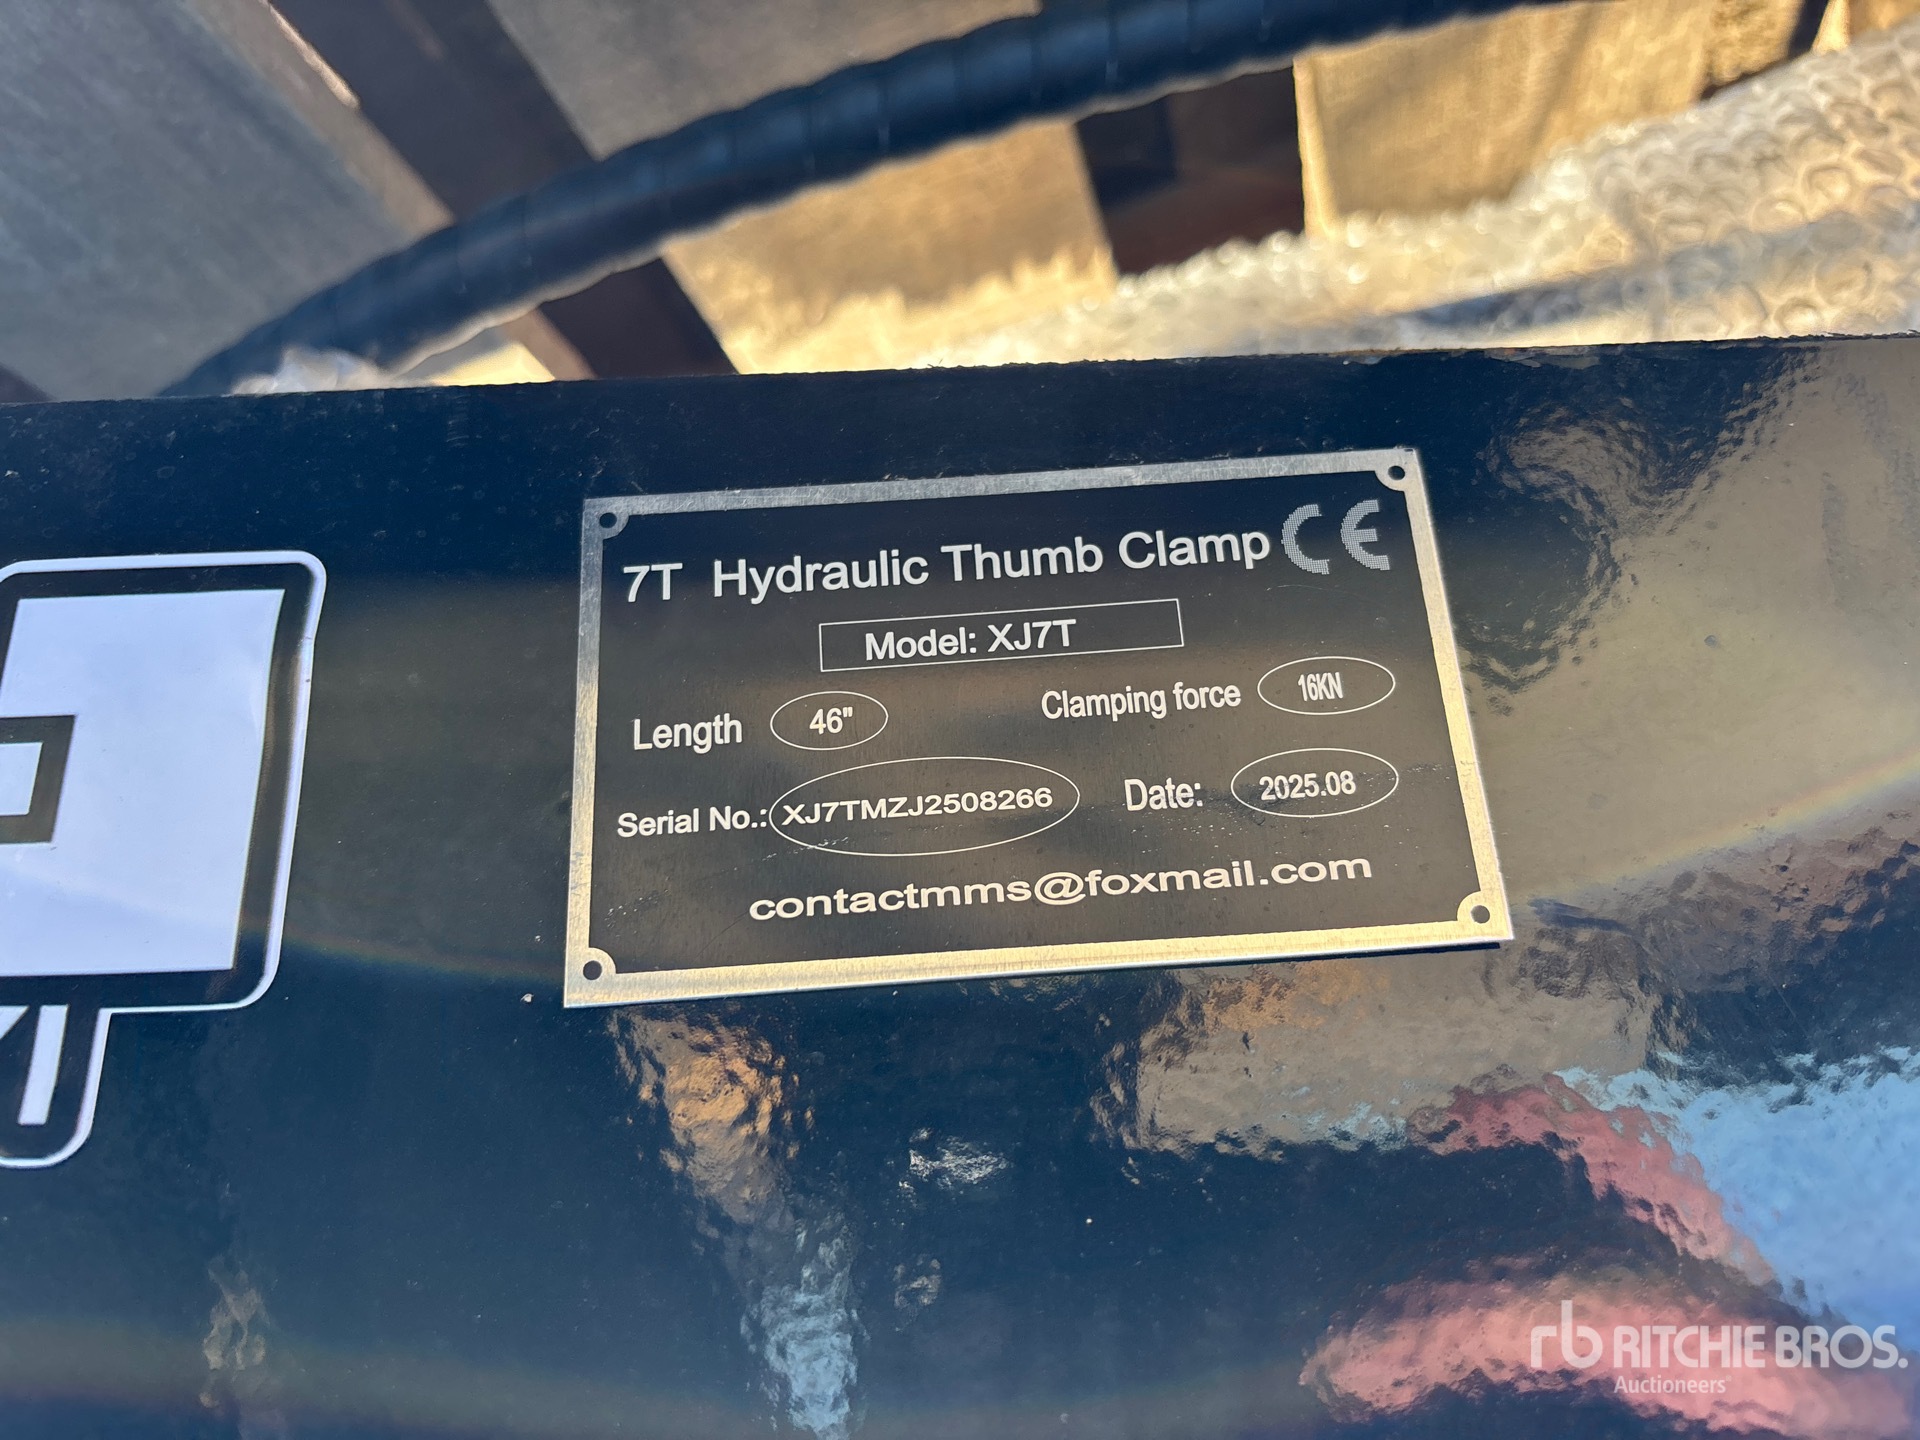 7T Hydraulic Thumb Clamp CE
Model: XJ7T
Length 46" Clamping force 16KN
Serial No.: XJ7TMZJ2508266 Date: 2025.08
contactmms@foxmail.com
rb RITCHIE BROS.
Auctioneers